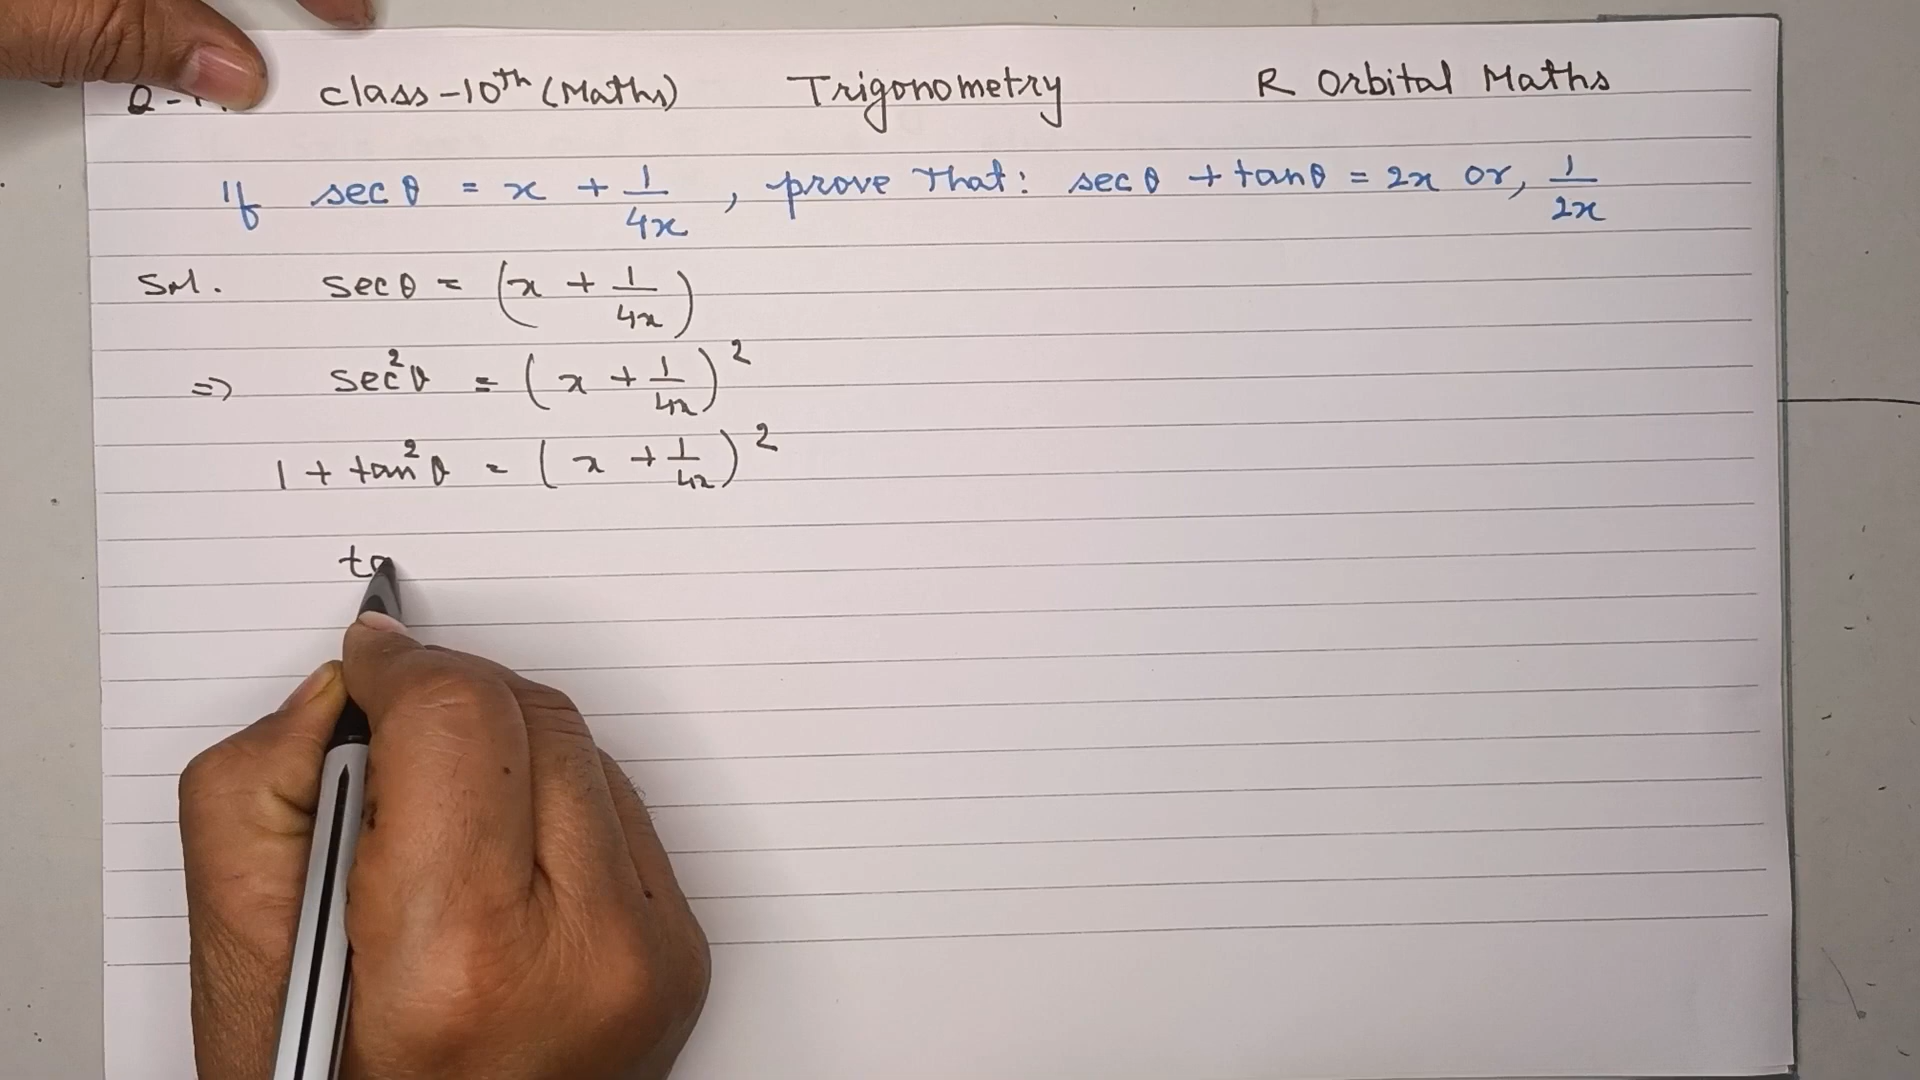 class-10th (Maths) Trigonometry R Orbital Maths
If sec θ = x + 1/4x , prove that: sec θ + tan θ = 2x or, 1/2x
Sol. sec θ = (x + 1/4x)
=> sec²θ = (x + 1/4x)²
1 + tan²θ = (x + 1/4x)²